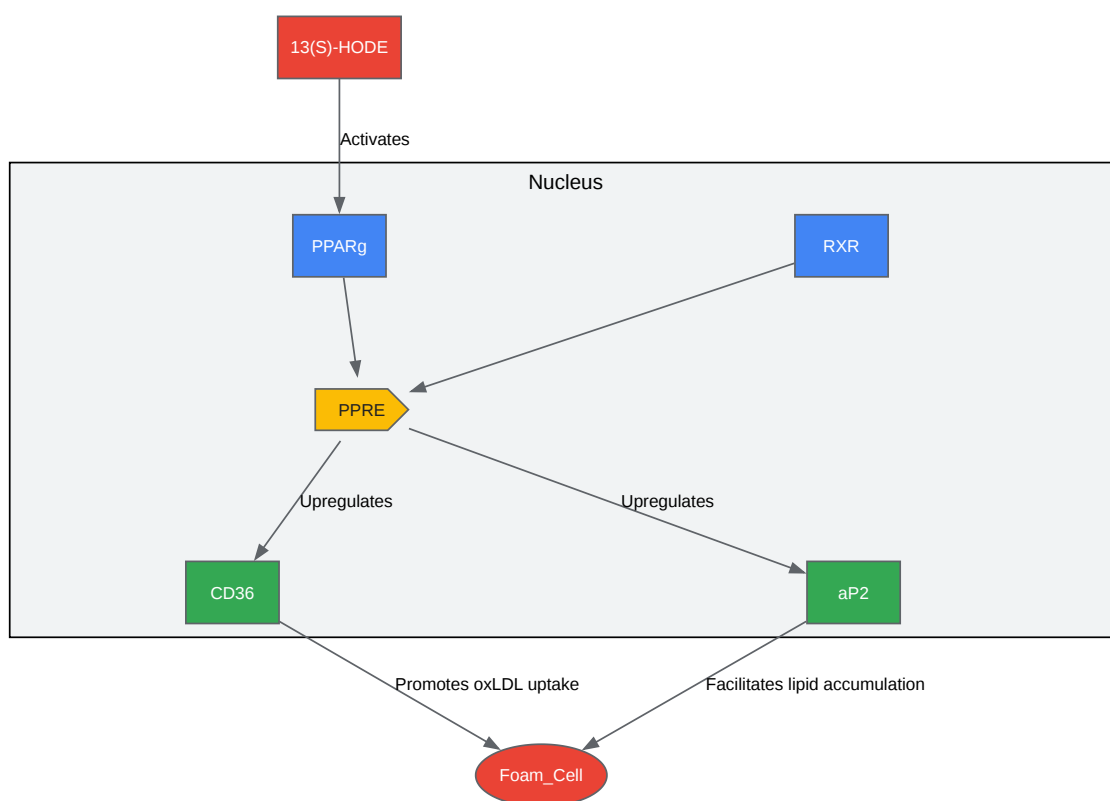 13(S)-HODE
Activates
Nucleus
PPARg
RXR
PPRE
Upregulates
Upregulates
CD36
aP2
Promotes oxLDL uptake
Facilitates lipid accumulation
Foam_Cell